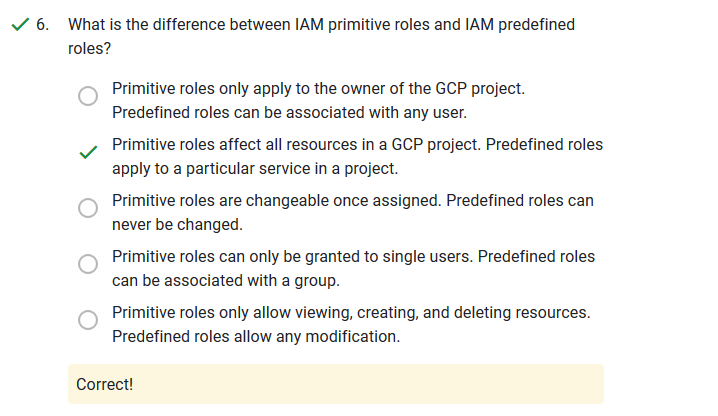 6. What is the difference between IAM primitive roles and IAM predefined
roles?
Primitive roles only apply to the owner of the GCP project.
Predefined roles can be associated with any user.
Primitive roles affect all resources in a GCP project. Predefined roles
apply to a particular service in a project.
Primitive roles are changeable once assigned. Predefined roles can
never be changed.
Primitive roles can only be granted to single users. Predefined roles
can be associated with a group.
Primitive roles only allow viewing, creating, and deleting resources.
Predefined roles allow any modification.
Correct!